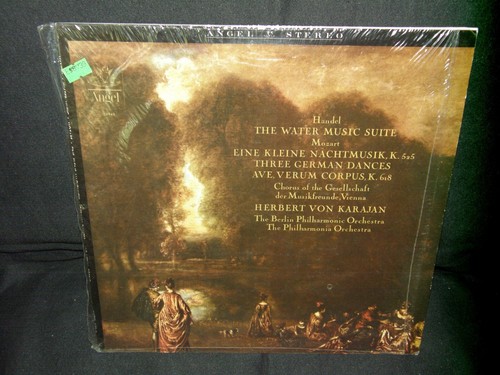 ANGEL STEREO
Angel
Handel
THE WATER MUSIC SUITE
Mozart
EINE KLEINE NACHTMUSIK, K. 525
THREE GERMAN DANCES
AVE, VERUM CORPUS, K. 618
Chorus of the Gesellschaft
der Musikfreunde, Vienna
HERBERT VON KARAJAN
The Berlin Philharmonic Orchestra
The Philharmonia Orchestra